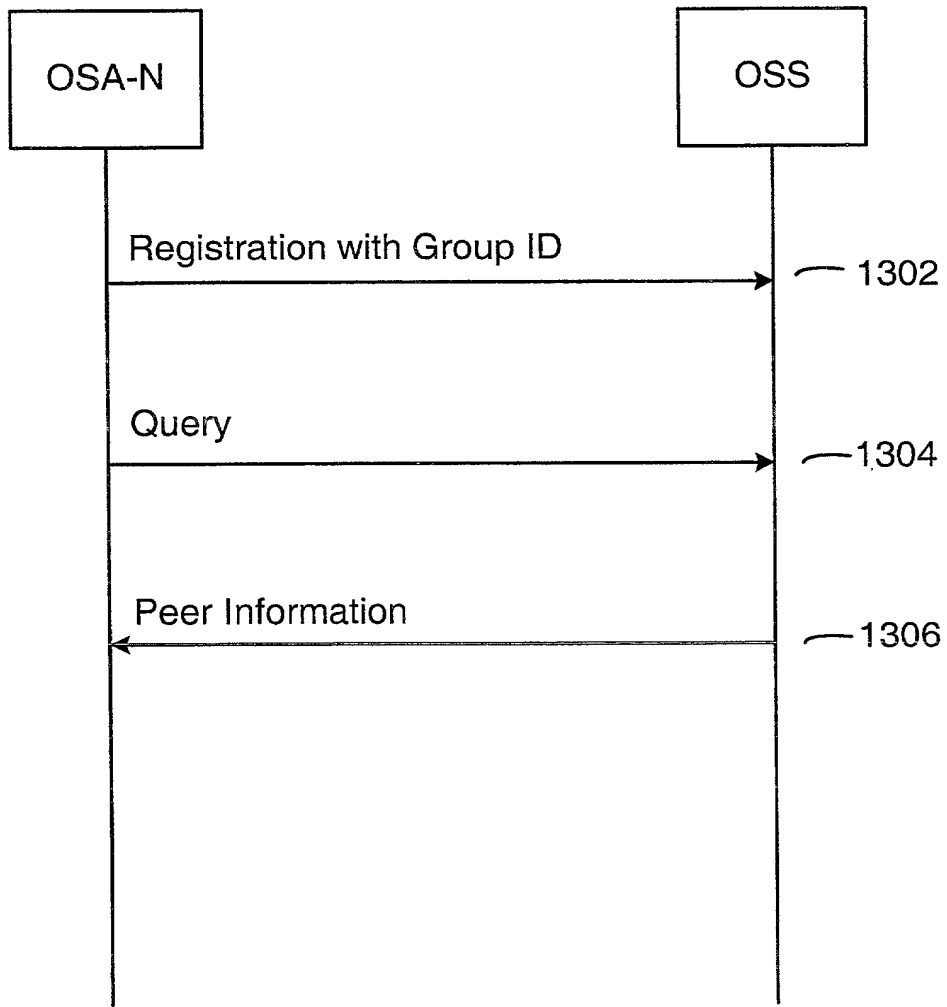 OSA-N
OSS
Registration with Group ID
1302
Query
1304
Peer Information
1306